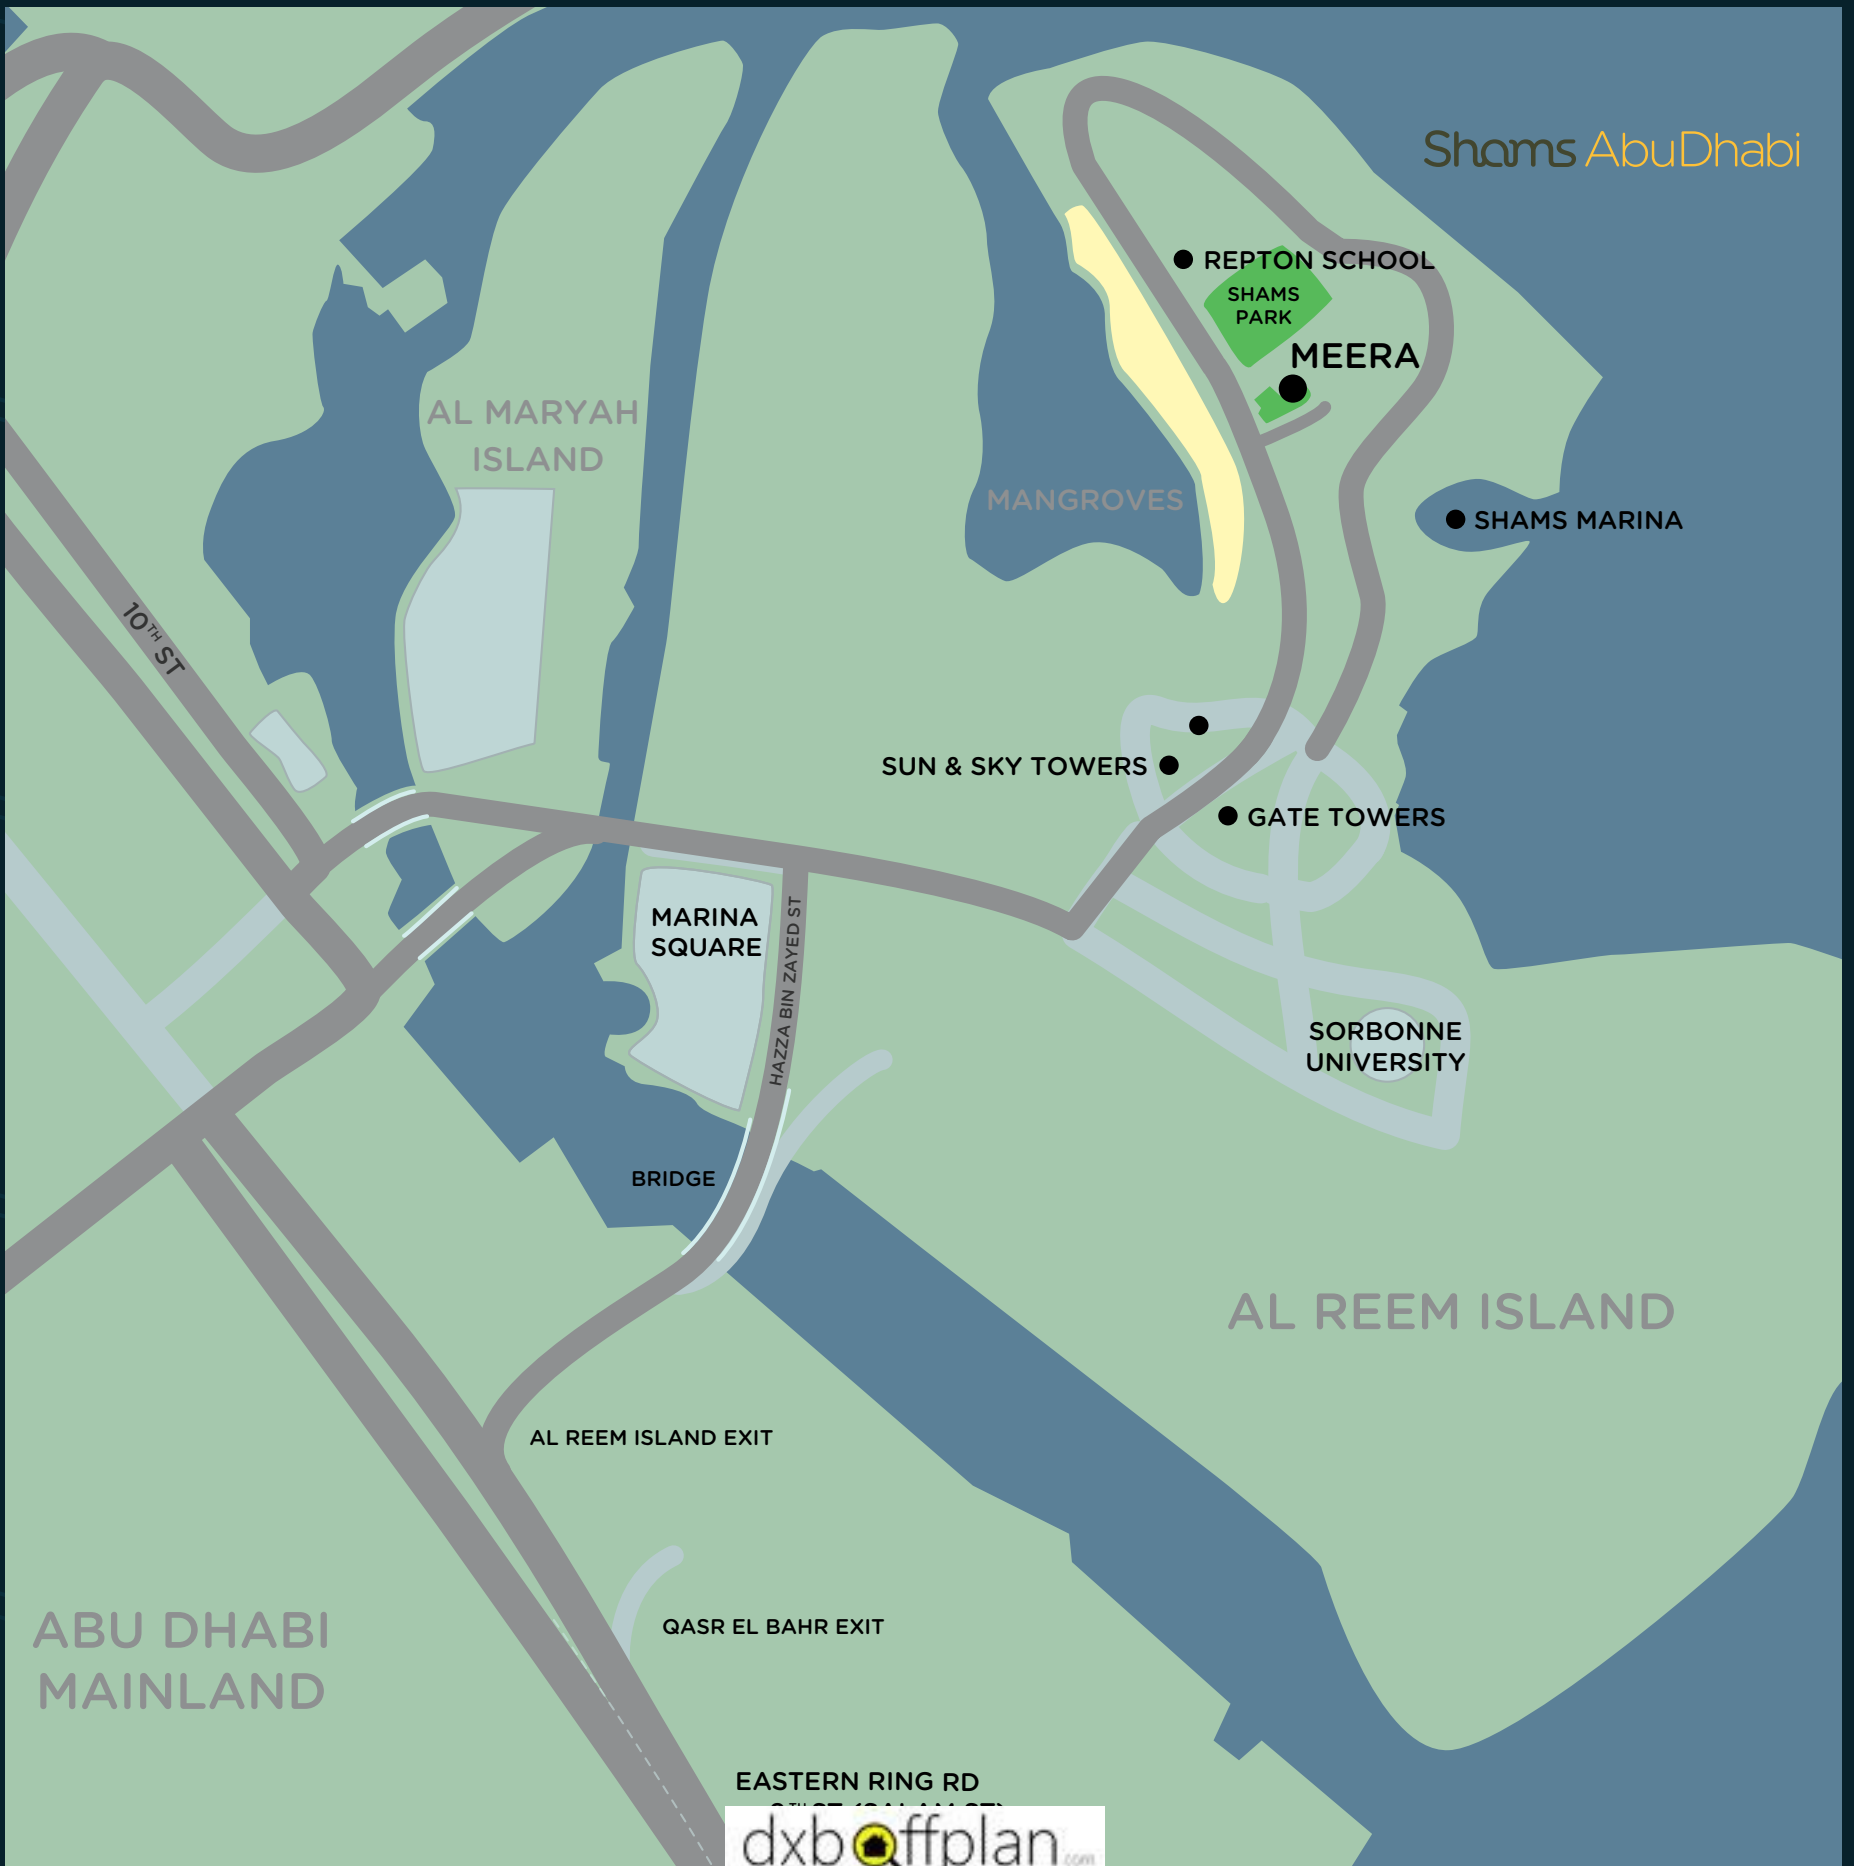 Shams AbuDhabi
REPTON SCHOOL
SHAMS
PARK
MEERA
AL MARYAH
ISLAND
MANGROVES
SHAMS MARINA
10TH ST
SUN & SKY TOWERS
GATE TOWERS
MARINA
SQUARE
HAZZA BIN ZAYED ST
SORBONNE
UNIVERSITY
BRIDGE
AL REEM ISLAND
AL REEM ISLAND EXIT
QASR EL BAHR EXIT
ABU DHABI
MAINLAND
EASTERN RING RD
dxboffplan.com